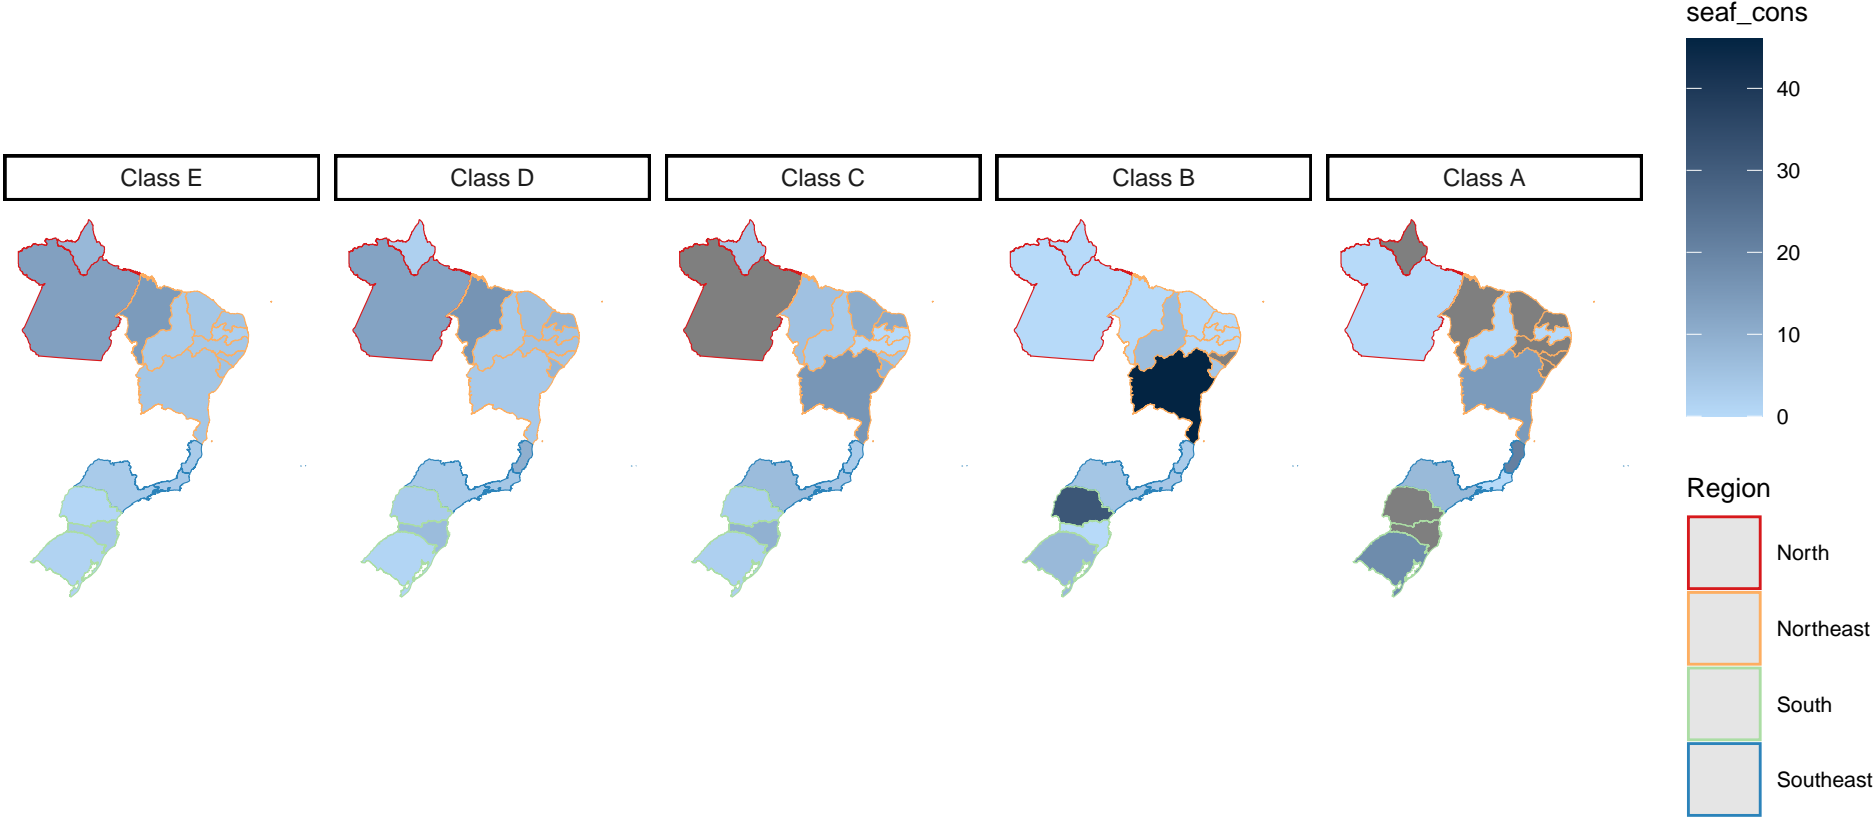 seaf_cons
40
30
20
10
0
Class E
Class D
Class C
Class B
Class A
Region
North
Northeast
South
Southeast